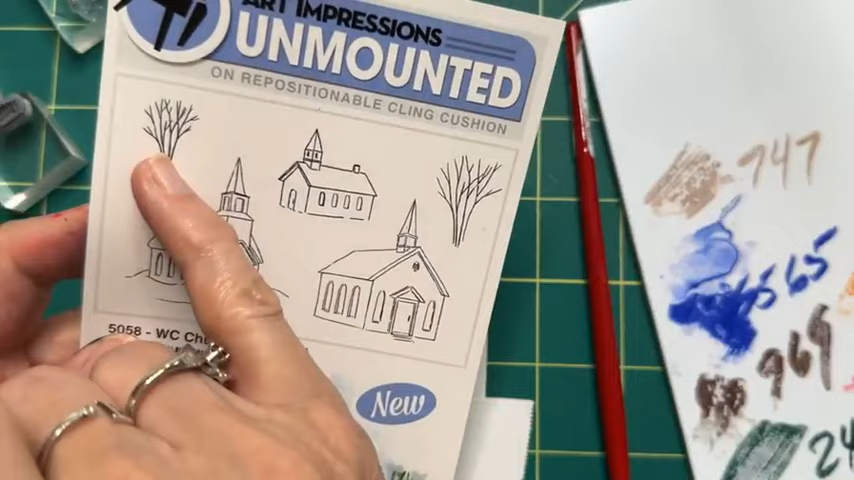 ART IMPRESSIONS
UNMOUNTED
ON REPOSITIONABLE CLING CUSHION
5058 - WC
New
747
565
969
24